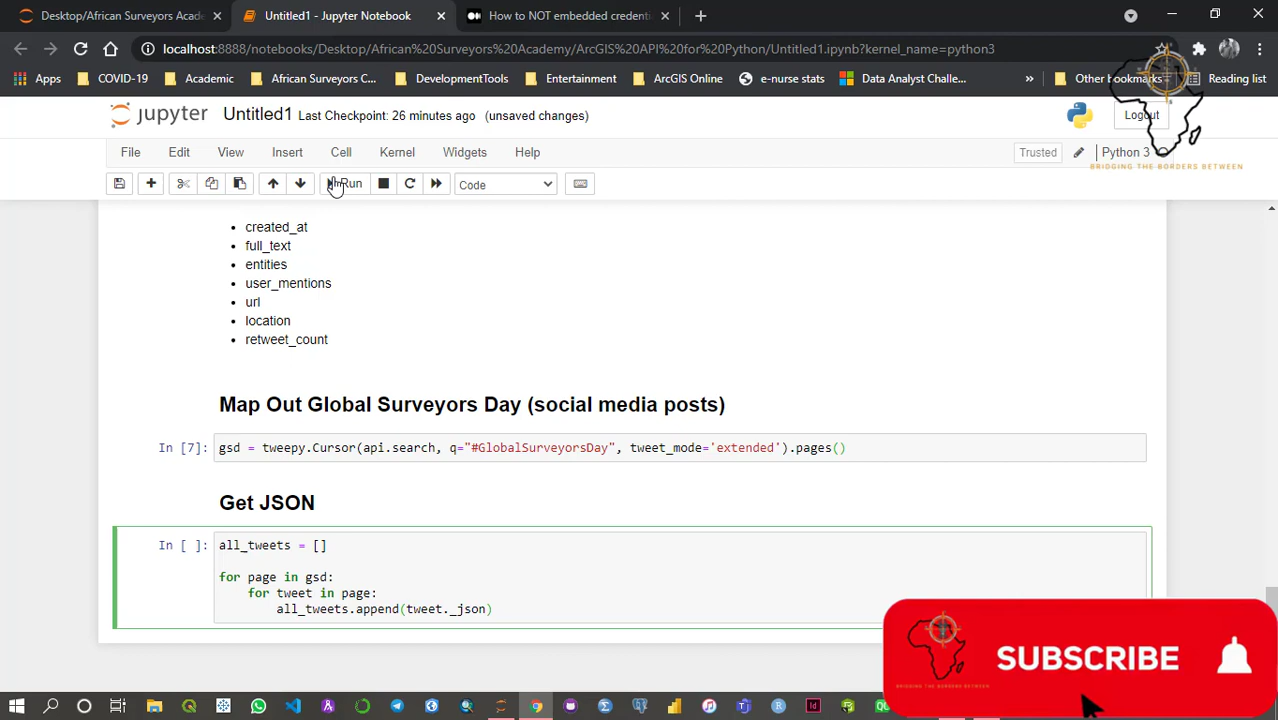 Desktop/African Surveyors Acade
Untitled1 - Jupyter Notebook
How to NOT embedded credenti
localhost:8888/notebooks/Desktop/African%20Surveyors%20Academy/ArcGIS%20API%20for%20Python/Untitled1.ipynb?kernel_name=python3
Apps
COVID-19
Academic
African Surveyors C...
DevelopmentTools
Entertainment
ArcGIS Online
e-nurse stats
Data Analyst Challe...
»
Other bookmarks
Reading list
jupyter Untitled1 Last Checkpoint: 26 minutes ago (unsaved changes)
Logout
File Edit View Insert Cell Kernel Widgets Help
Trusted
Python 3
BRIDGING THE BORDERS BETWEEN
Run
Code
• created_at
• full_text
• entities
• user_mentions
• url
• location
• retweet_count
Map Out Global Surveyors Day (social media posts)
In [7]: gsd = tweepy.Cursor(api.search, q="#GlobalSurveyorsDay", tweet_mode='extended').pages()
Get JSON
In [ ]: all_tweets = []
for page in gsd:
for tweet in page:
all_tweets.append(tweet._json)
SUBSCRIBE
BRIDGING THE BORDERS BETWEEN